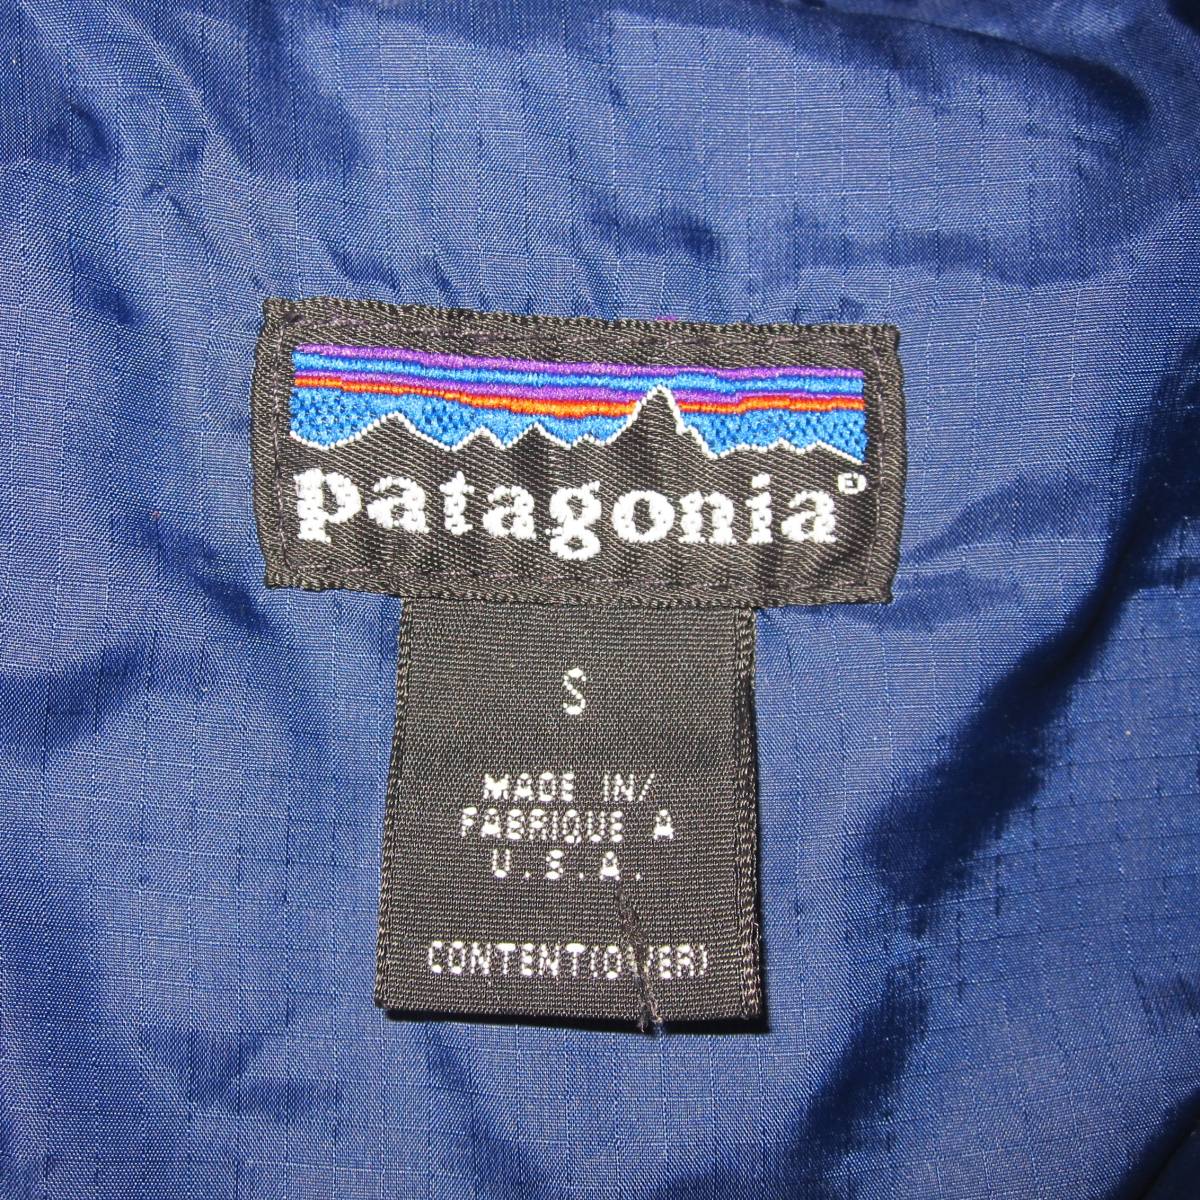 patagonia®
S
MADE IN/
FABRIQUE A
U.S.A.
CONTENT(OVER)